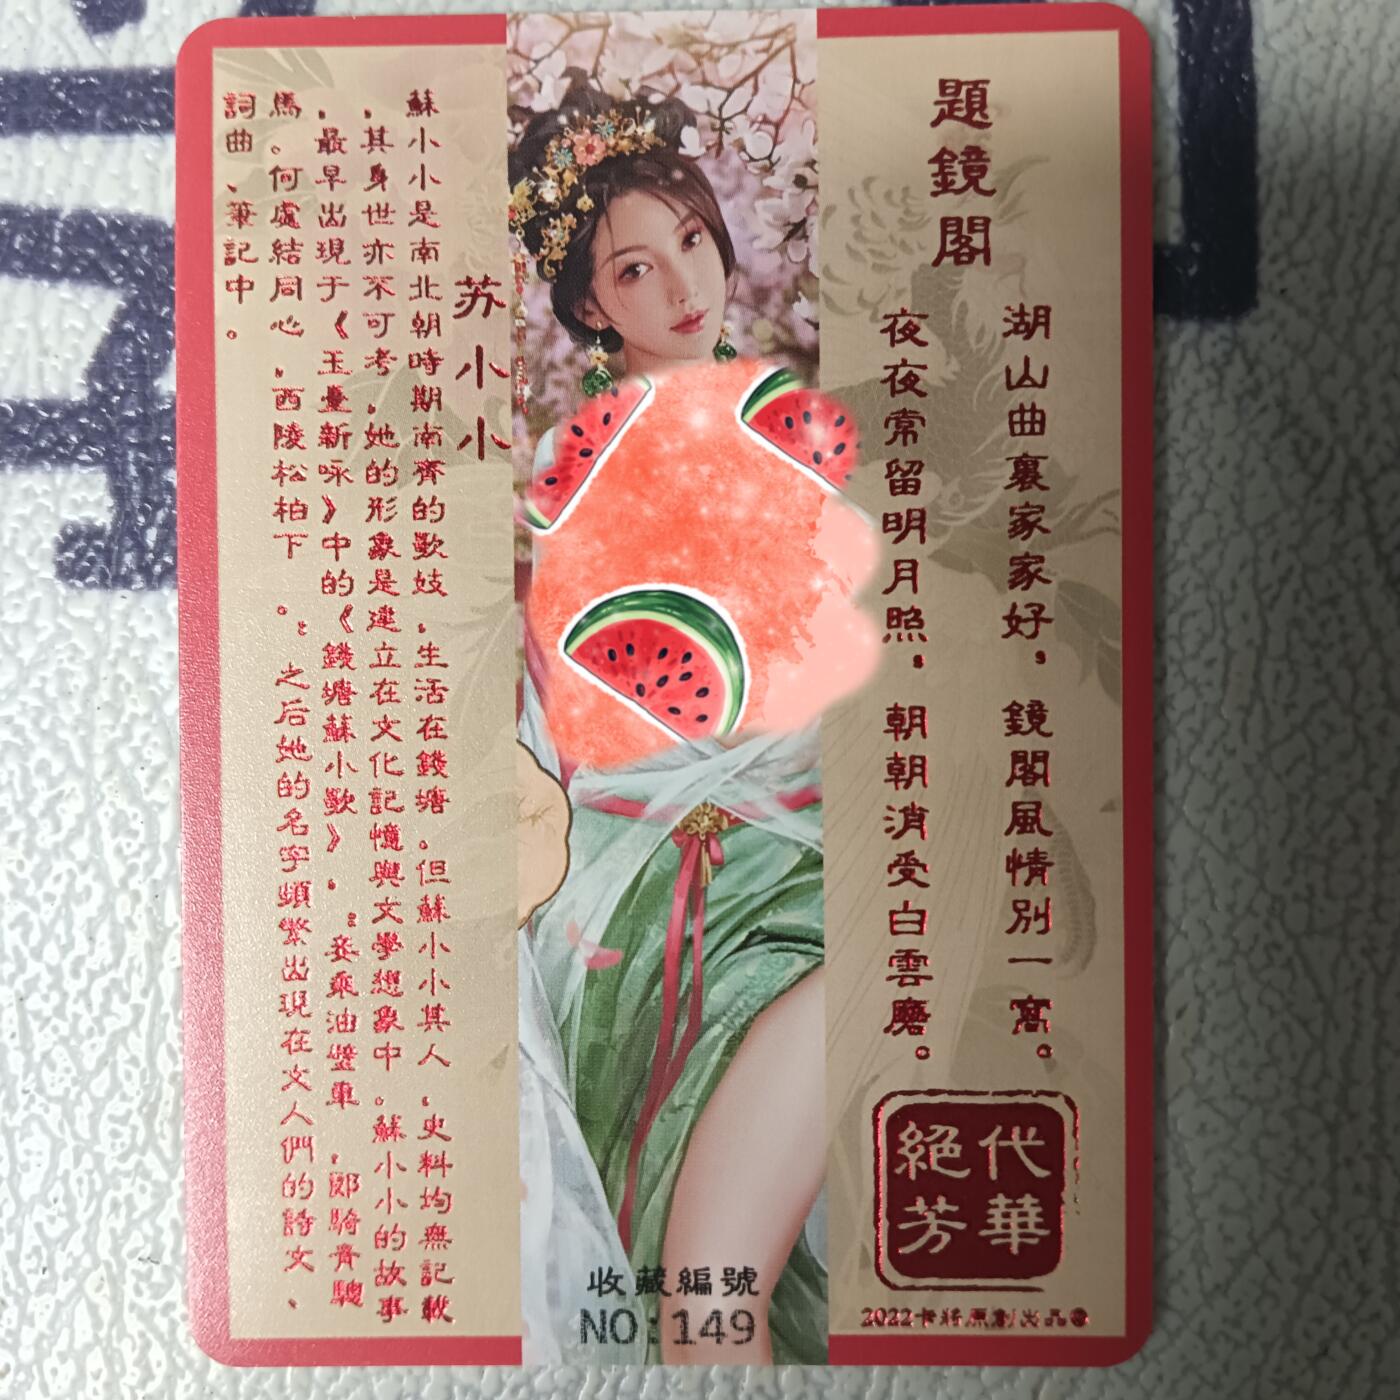 題鏡閣
湖山曲裏家家好，鏡閣風情別一窩。
夜夜常留明月照，朝朝消受白雲磨。
代華
絕芳
2022卡將原創出品
苏小小
蘇小小是南北朝時期南齊的歌妓，生活在錢塘。但蘇小小其人，史料均無記載
，其身世亦不可考，她的形象是建立在文化記憶與文學想象中。蘇小小的故事
，最早出現于《玉臺新咏》中的《錢塘蘇小歌》，：妾乘油壁車，郎騎青驄
馬。何處結同心，西陵松柏下。：之后她的名字頻繁出現在文人們的詩文、
詞曲、筆記中。
收藏編號
NO:149